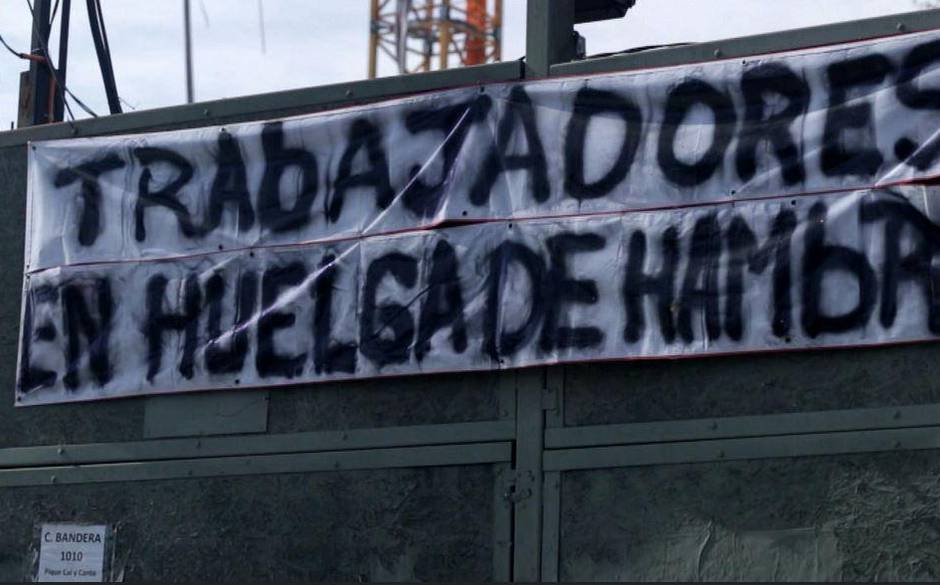 TRAbAJADORES
EN HUELGA DE HAMbR
C. BANDERA
1010
Pique Cal y Canto